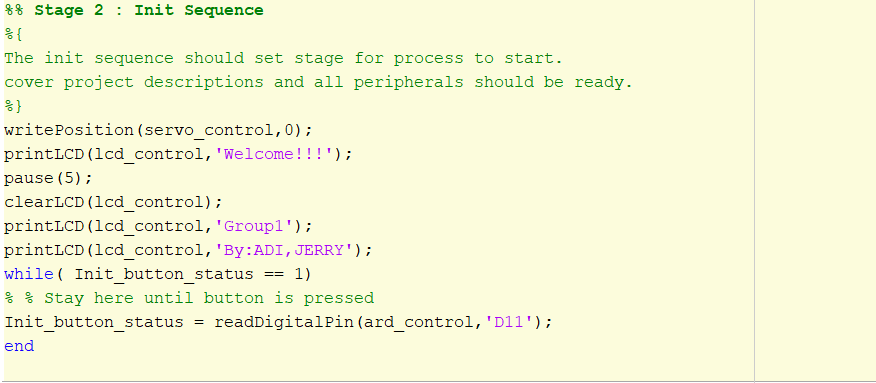 %% Stage 2 : Init Sequence
%{
The init sequence should set stage for process to start.
cover project descriptions and all peripherals should be ready.
%}
writePosition(servo_control,0);
printLCD(lcd_control,'Welcome!!!');
pause(5);
clearLCD(lcd_control);
printLCD(lcd_control,'Group1');
printLCD(lcd_control,'By:ADI,JERRY');
while( Init_button_status == 1)
% % Stay here until button is pressed
Init_button_status = readDigitalPin(ard_control,'D11');
end